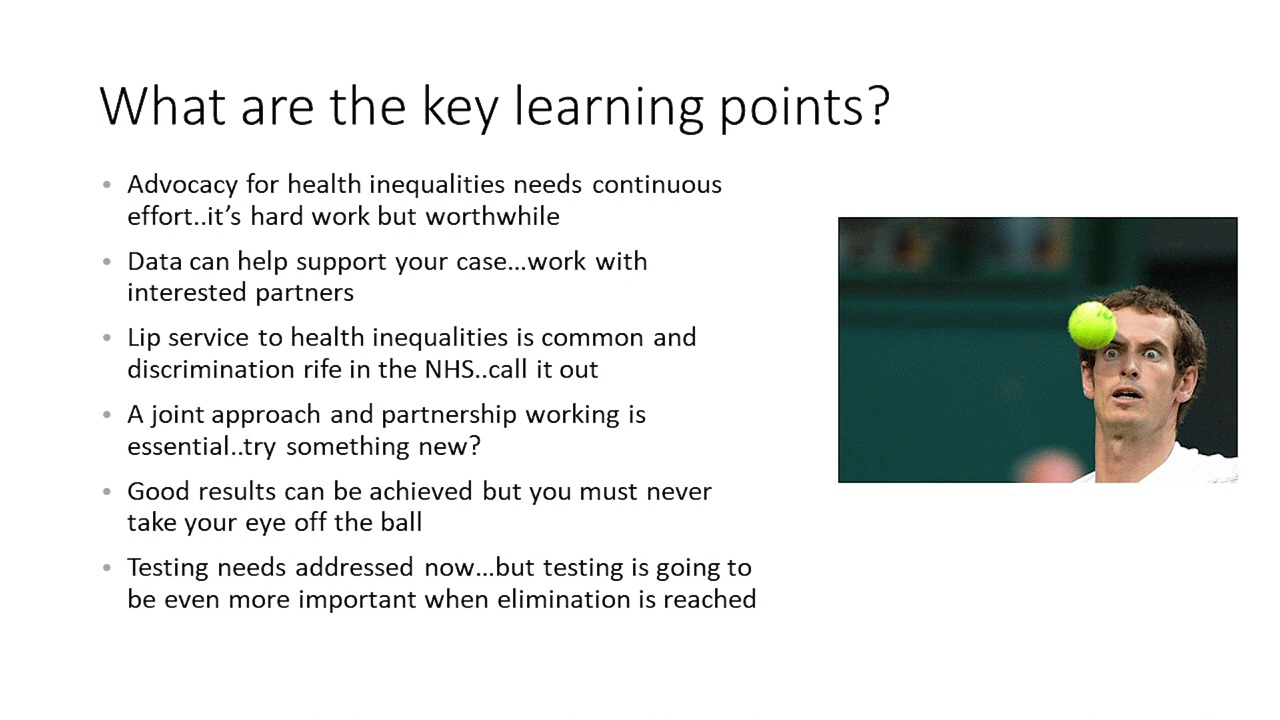 What are the key learning points?
• Advocacy for health inequalities needs continuous
effort..it’s hard work but worthwhile
• Data can help support your case…work with
interested partners
• Lip service to health inequalities is common and
discrimination rife in the NHS..call it out
• A joint approach and partnership working is
essential..try something new?
• Good results can be achieved but you must never
take your eye off the ball
• Testing needs addressed now…but testing is going to
be even more important when elimination is reached